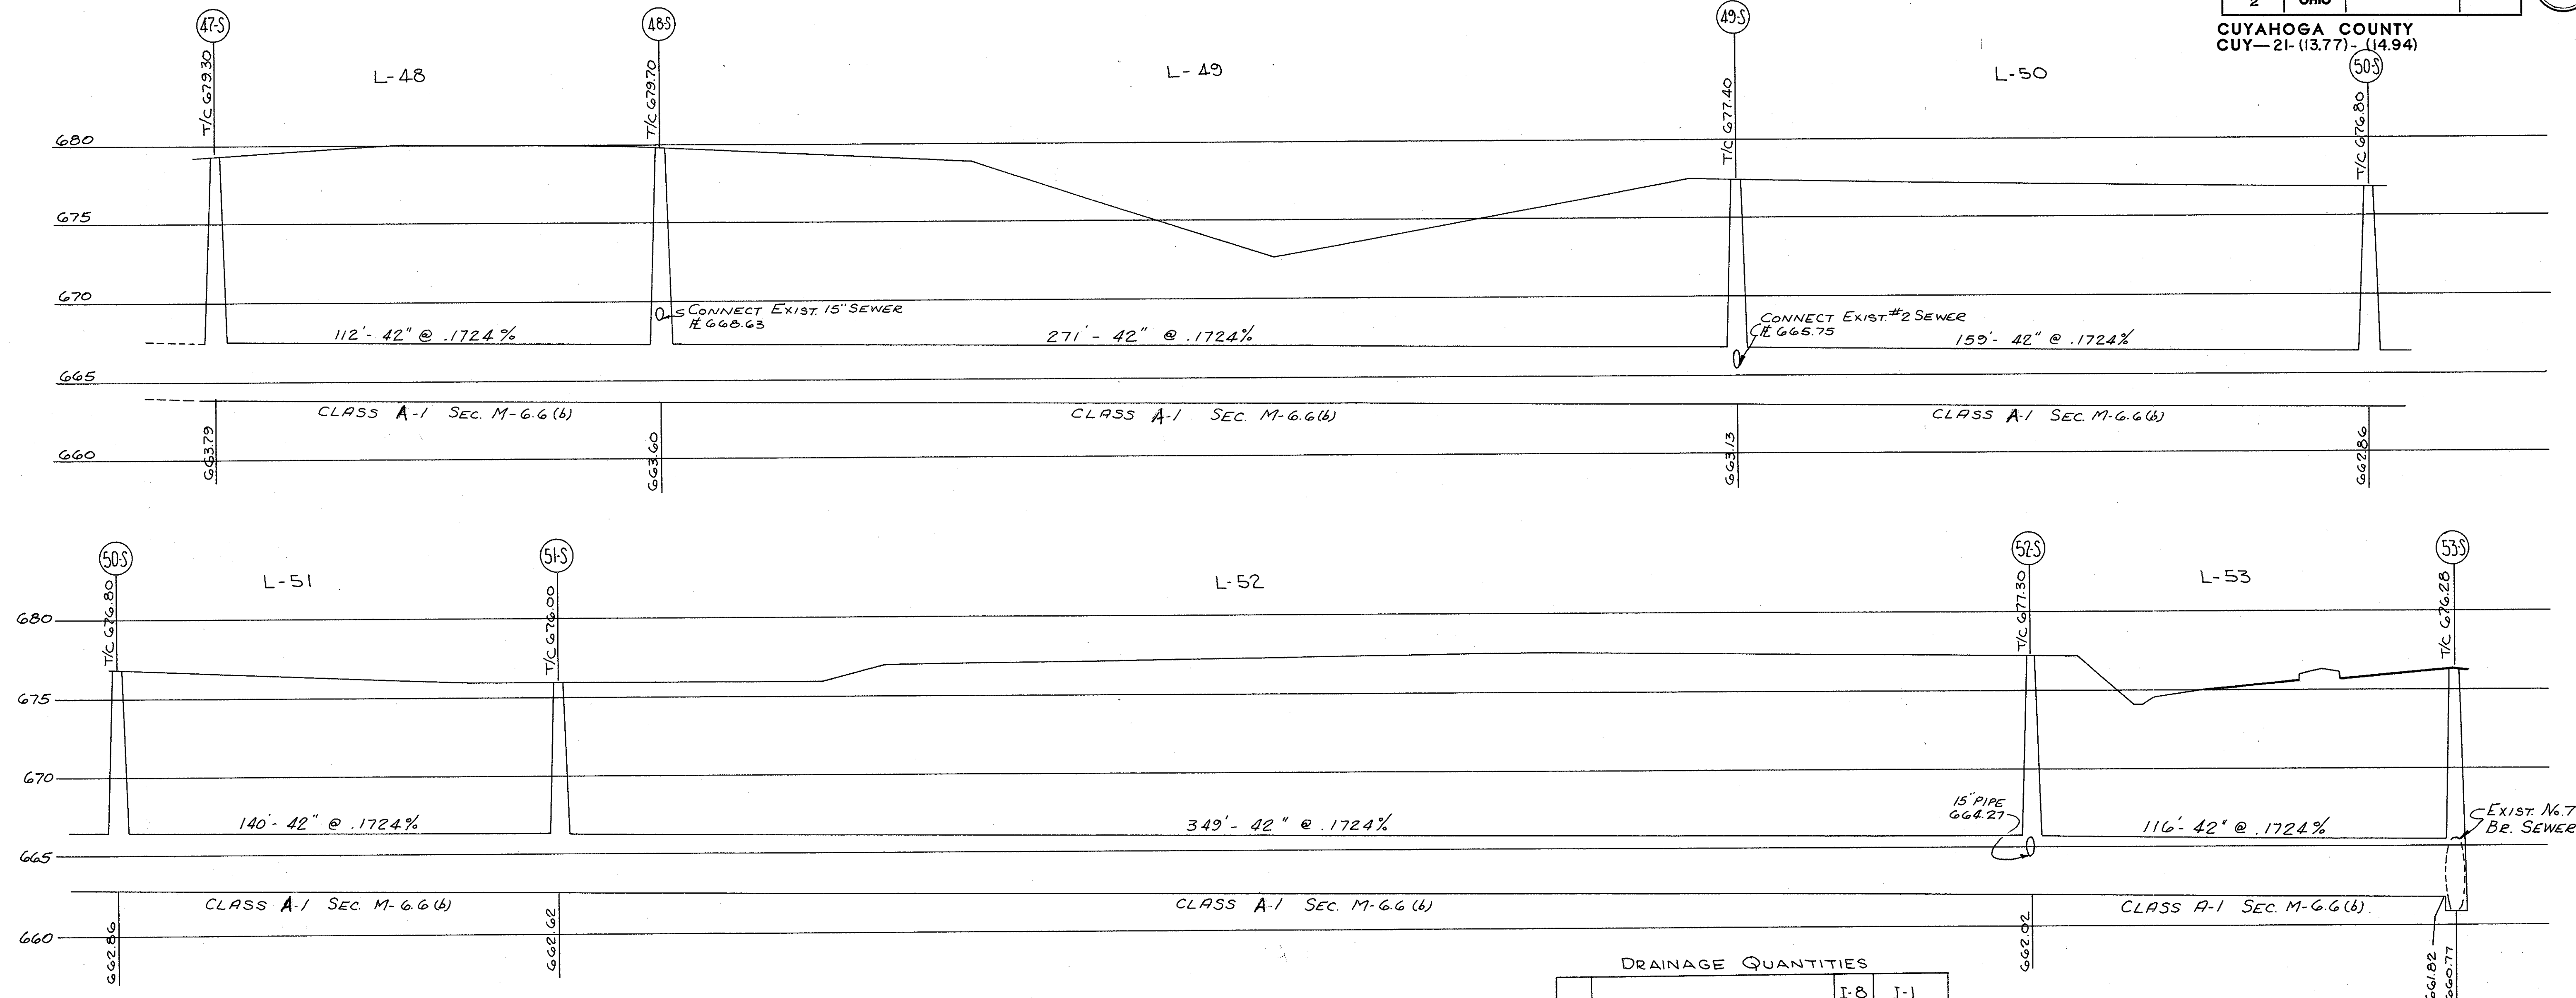 2 OHIO
CUYAHOGA COUNTY
CUY—21-(13.77)-(14.94)
47-S
48-S
49-S
50-S
T/C 679.30
T/C 679.70
T/C 677.40
T/C 676.80
L-48
L-49
L-50
680
675
670
665
660
CONNECT EXIST. 15" SEWER
℄ 668.63
CONNECT EXIST. #2 SEWER
℄ 665.75
112'- 42" @ .1724%
271'- 42" @ .1724%
159'- 42" @ .1724%
CLASS A-1 SEC. M-6.6(b)
CLASS A-1 SEC. M-6.6(b)
CLASS A-1 SEC. M-6.6(b)
663.79
663.60
663.13
662.86
50-S
51-S
52-S
53-S
T/C 676.80
T/C 676.00
T/C 677.30
T/C 676.28
L-51
L-52
L-53
680
675
670
665
660
15" PIPE
664.27
EXIST. No.7
BR. SEWER
140'- 42" @ .1724%
349'- 42" @ .1724%
116'- 42" @ .1724%
CLASS A-1 SEC. M-6.6(b)
CLASS A-1 SEC. M-6.6(b)
CLASS A-1 SEC. M-6.6(b)
662.86
662.62
662.02
661.82
660.77
DRAINAGE QUANTITIES
I-8 I-1